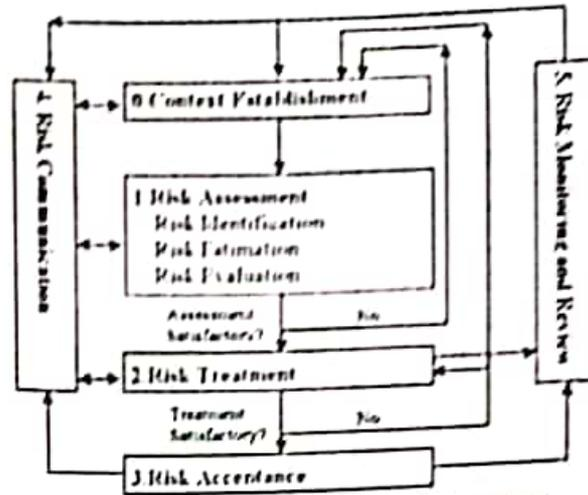 0.Context Establishment
4. Risk Communication
5. Risk Monitoring and Review
1.Risk Assessment
Risk Identification
Risk Estimation
Risk Evaluation
Assessment
Satisfactory?
No
2.Risk Treatment
Treatment
Satisfactory?
No
3.Risk Acceptance